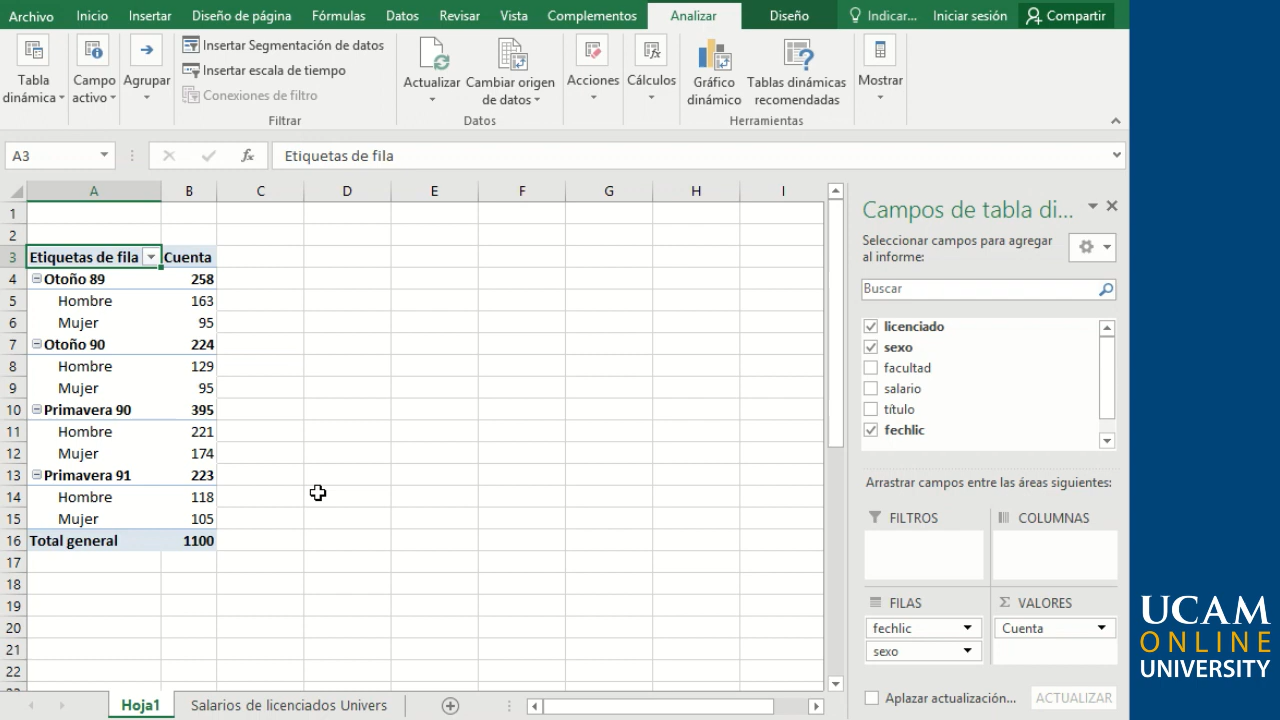 Archivo Inicio Insertar Diseño de página Fórmulas Datos Revisar Vista Complementos Analizar Diseño Indicar... Iniciar sesión Compartir
Tabla dinámica
Campo activo
Agrupar
Insertar Segmentación de datos
Insertar escala de tiempo
Conexiones de filtro
Filtrar
Actualizar
Cambiar origen de datos
Datos
Acciones
Cálculos
Gráfico dinámico
Tablas dinámicas recomendadas
Herramientas
Mostrar
A3 fx Etiquetas de fila
A B C D E F G H I
1
2
3 Etiquetas de fila Cuenta
4 Otoño 89 258
5 Hombre 163
6 Mujer 95
7 Otoño 90 224
8 Hombre 129
9 Mujer 95
10 Primavera 90 395
11 Hombre 221
12 Mujer 174
13 Primavera 91 223
14 Hombre 118
15 Mujer 105
16 Total general 1100
17
18
19
20
21
22
Hoja1 Salarios de licenciados Univers
Campos de tabla di...
Seleccionar campos para agregar
al informe:
Buscar
licenciado
sexo
facultad
salario
título
fechlic
Arrastrar campos entre las áreas siguientes:
FILTROS COLUMNAS
FILAS Σ VALORES
fechlic Cuenta
sexo
Aplazar actualización... ACTUALIZAR
UCAM
ONLINE
UNIVERSITY